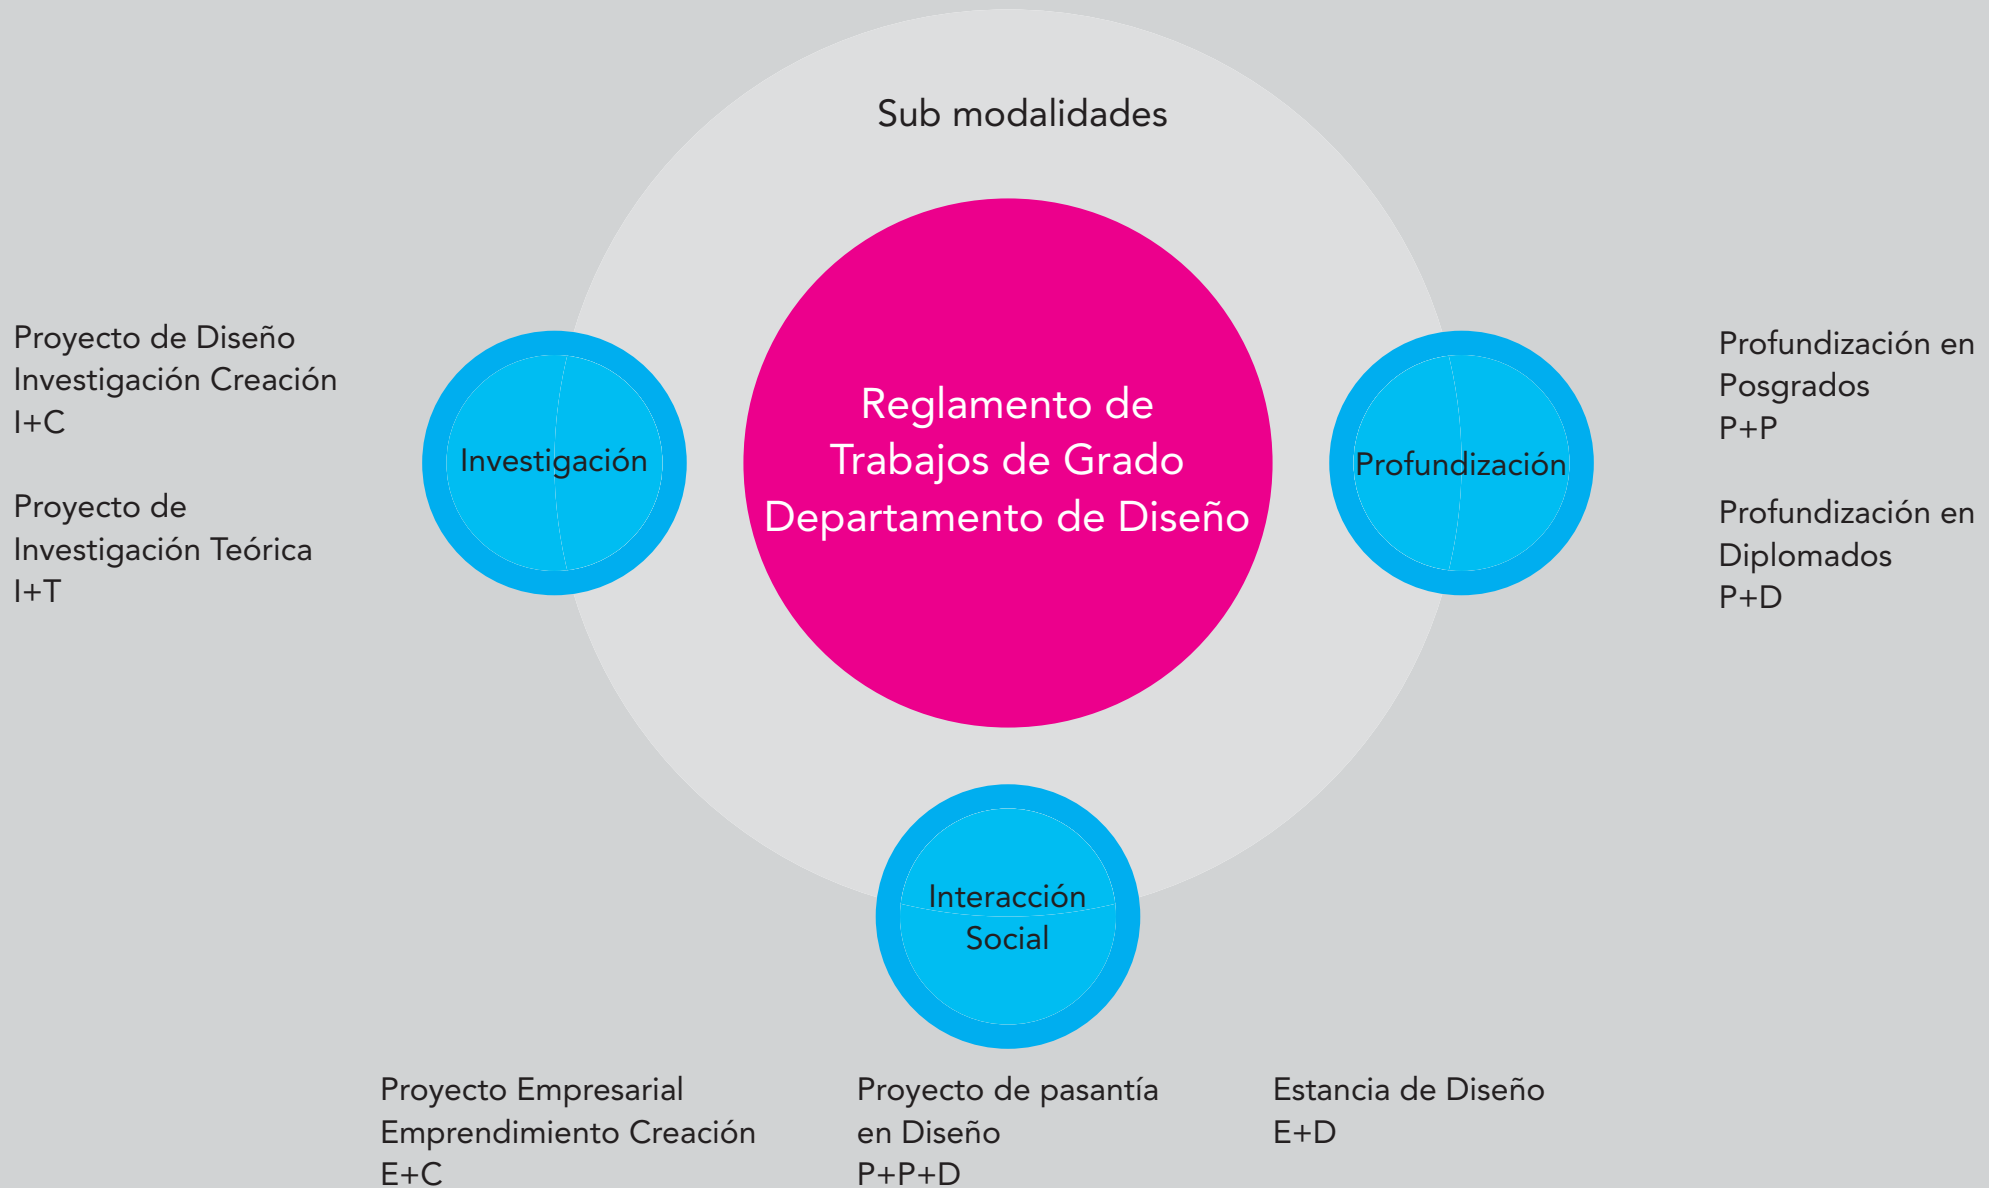 Sub modalidades
Reglamento de
Trabajos de Grado
Departamento de Diseño
Proyecto de Diseño
Investigación Creación
I+C
Proyecto de
Investigación Teórica
I+T
Investigación
Profundización
Profundización en
Posgrados
P+P
Profundización en
Diplomados
P+D
Interacción
Social
Proyecto Empresarial
Emprendimiento Creación
E+C
Proyecto de pasantía
en Diseño
P+P+D
Estancia de Diseño
E+D